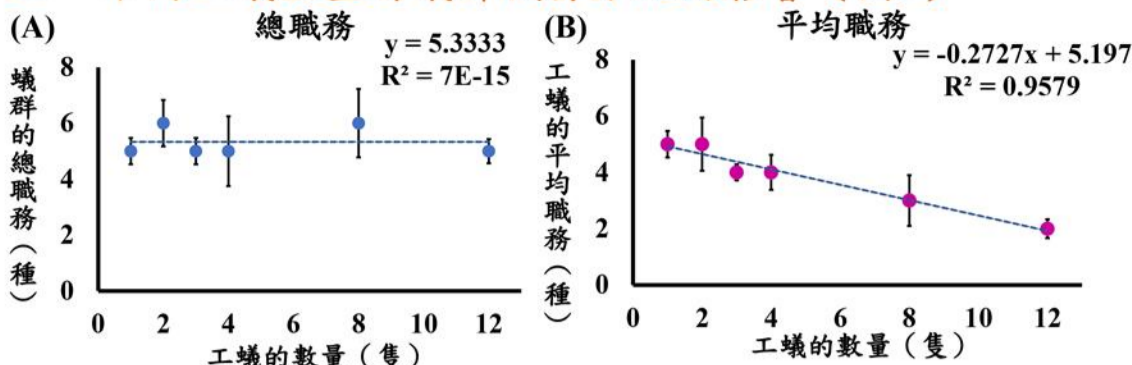 (A)
總職務
y = 5.3333
R² = 7E-15
蟻群的總職務（種）
8
6
4
2
0
0 2 4 6 8 10 12
工蟻的數量（隻）
(B)
平均職務
y = -0.2727x + 5.197
R² = 0.9579
工蟻的平均職務（種）
8
6
4
2
0
0 2 4 6 8 10 12
工蟻的數量（隻）